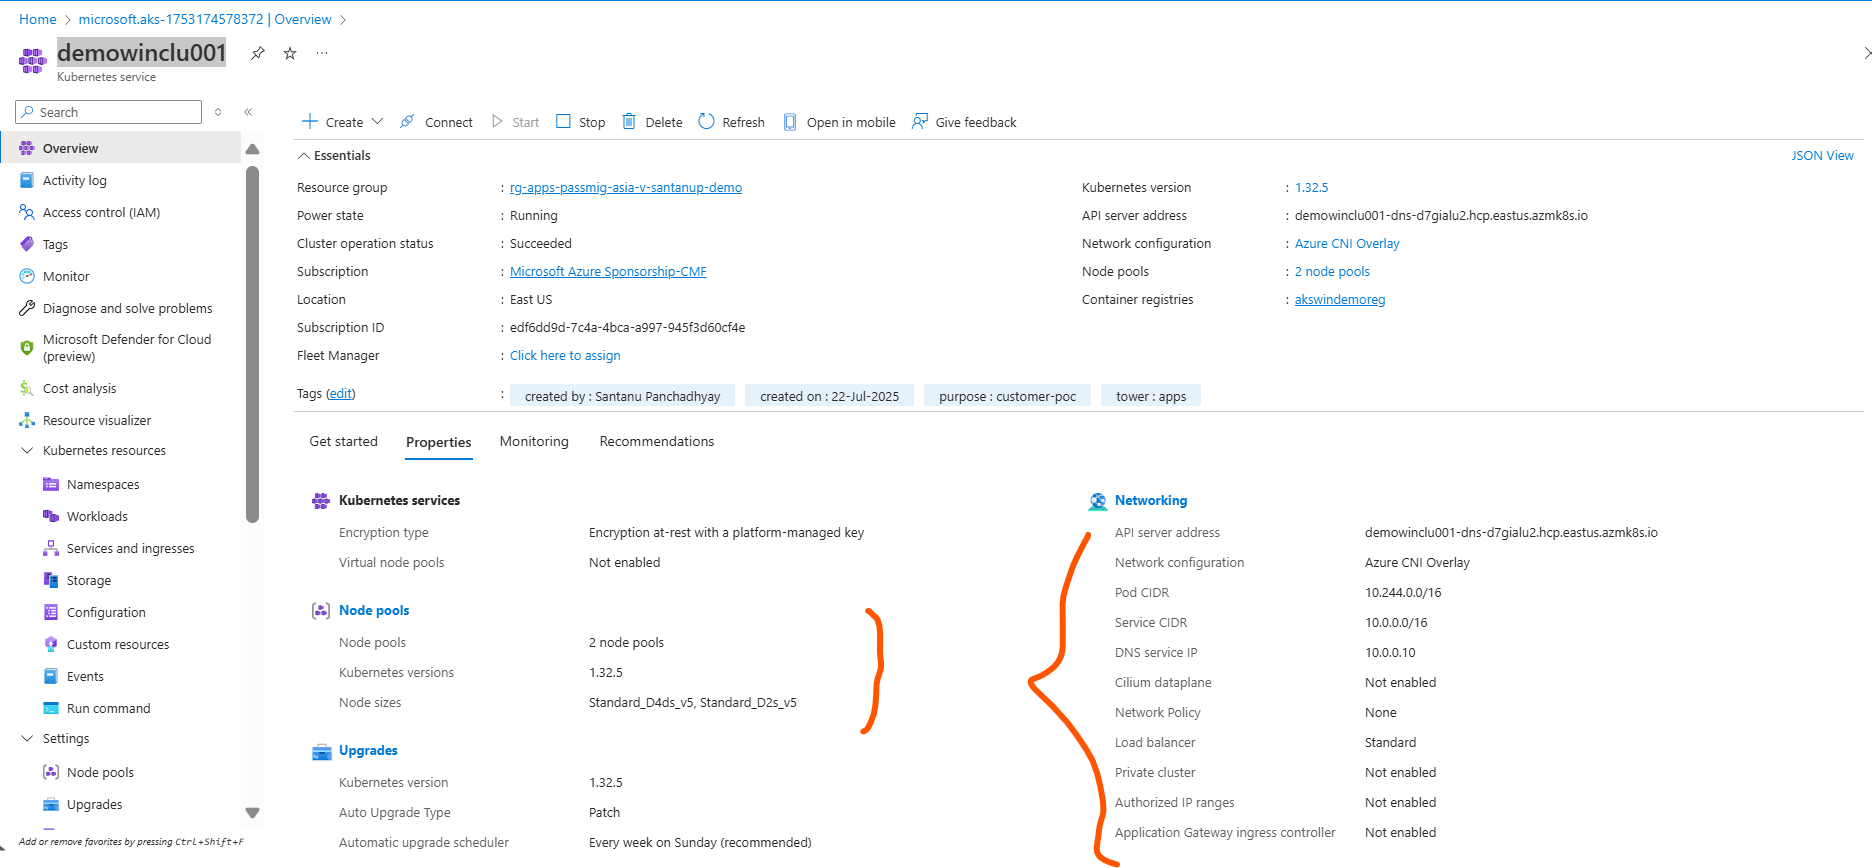 Home > microsoft.aks-1753174578372 | Overview >
demowinclu001
Kubernetes service
Search
Create
Connect
Start
Stop
Delete
Refresh
Open in mobile
Give feedback
Overview
Activity log
Access control (IAM)
Tags
Monitor
Diagnose and solve problems
Microsoft Defender for Cloud
(preview)
Cost analysis
Resource visualizer
Kubernetes resources
Namespaces
Workloads
Services and ingresses
Storage
Configuration
Custom resources
Events
Run command
Settings
Node pools
Upgrades
Add or remove favorites by pressing Ctrl+Shift+F
Essentials
JSON View
Resource group : rg-apps-passmig-asia-v-santanup-demo
Power state : Running
Cluster operation status : Succeeded
Subscription : Microsoft Azure Sponsorship-CMF
Location : East US
Subscription ID : edf6dd9d-7c4a-4bca-a997-945f3d60cf4e
Fleet Manager : Click here to assign
Kubernetes version : 1.32.5
API server address : demowinclu001-dns-d7gialu2.hcp.eastus.azmk8s.io
Network configuration : Azure CNI Overlay
Node pools : 2 node pools
Container registries : akswindemoreg
Tags (edit) : created by : Santanu Panchadhyay created on : 22-Jul-2025 purpose : customer-poc tower : apps
Get started Properties Monitoring Recommendations
Kubernetes services
Encryption type Encryption at-rest with a platform-managed key
Virtual node pools Not enabled
Node pools
Node pools 2 node pools
Kubernetes versions 1.32.5
Node sizes Standard_D4ds_v5, Standard_D2s_v5
Upgrades
Kubernetes version 1.32.5
Auto Upgrade Type Patch
Automatic upgrade scheduler Every week on Sunday (recommended)
Networking
API server address demowinclu001-dns-d7gialu2.hcp.eastus.azmk8s.io
Network configuration Azure CNI Overlay
Pod CIDR 10.244.0.0/16
Service CIDR 10.0.0.0/16
DNS service IP 10.0.0.10
Cilium dataplane Not enabled
Network Policy None
Load balancer Standard
Private cluster Not enabled
Authorized IP ranges Not enabled
Application Gateway ingress controller Not enabled